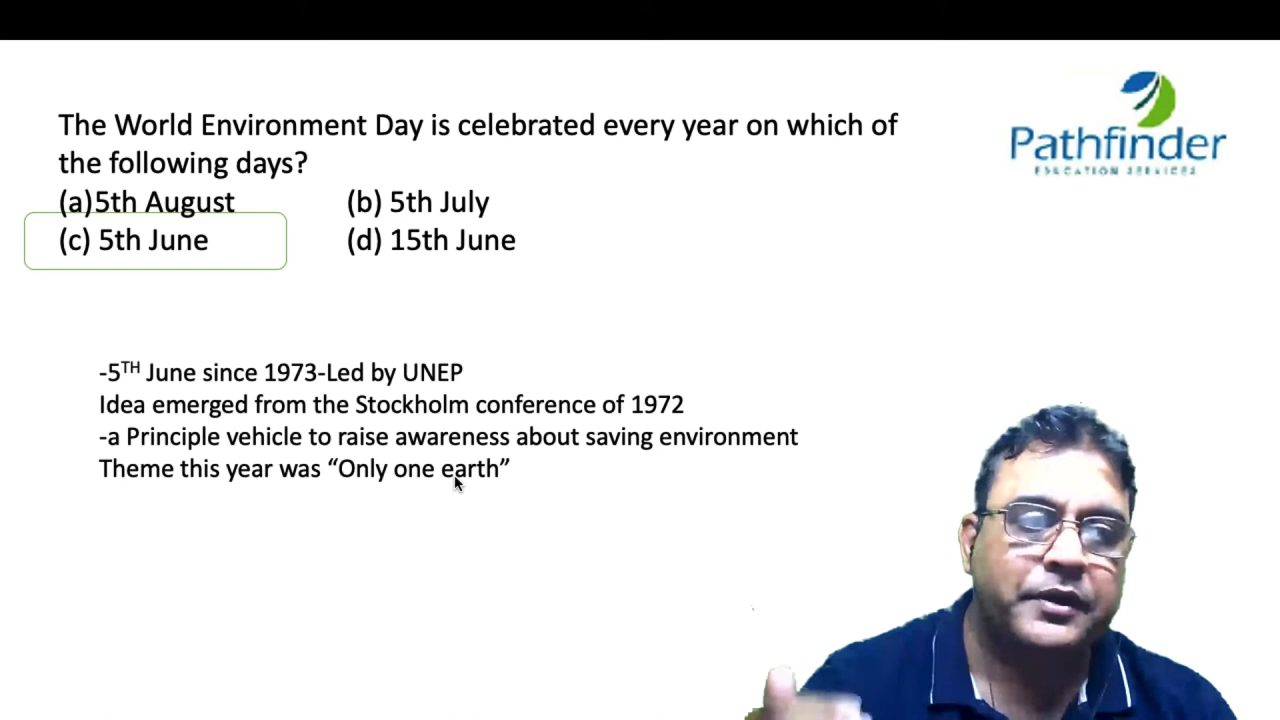 The World Environment Day is celebrated every year on which of
the following days?
(a)5th August (b) 5th July
(c) 5th June (d) 15th June
Pathfinder
EDUCATION SERVICES
-5TH June since 1973-Led by UNEP
Idea emerged from the Stockholm conference of 1972
-a Principle vehicle to raise awareness about saving environment
Theme this year was “Only one earth”